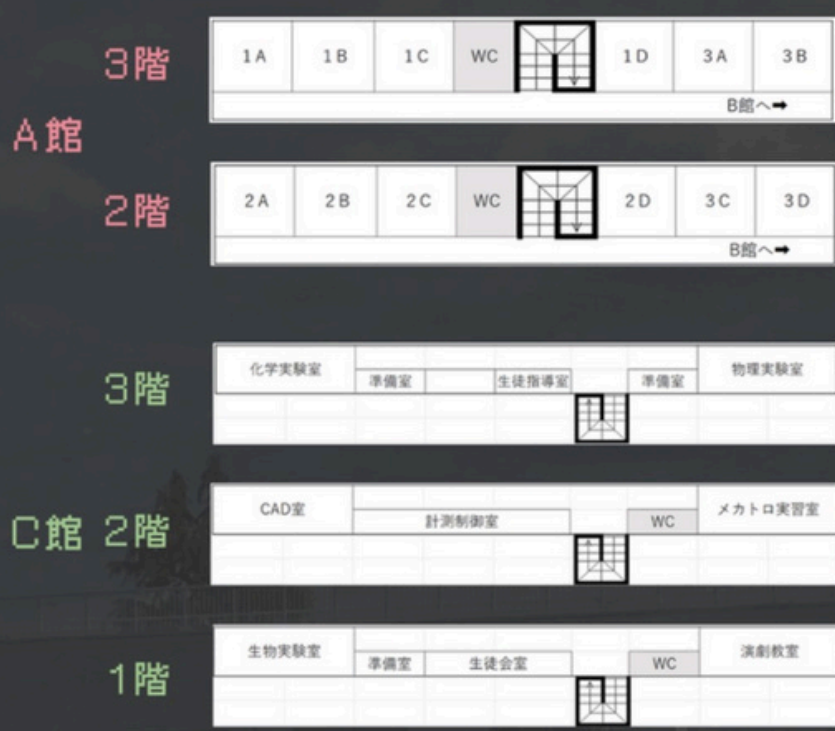 3階
1A 1B 1C WC 1D 3A 3B
B館へ➡
A館
2階
2A 2B 2C WC 2D 3C 3D
B館へ➡
3階
化学実験室 準備室 生徒指導室 準備室 物理実験室
C館 2階
CAD室 計測制御室 WC メカトロ実習室
1階
生物実験室 準備室 生徒会室 WC 演劇教室